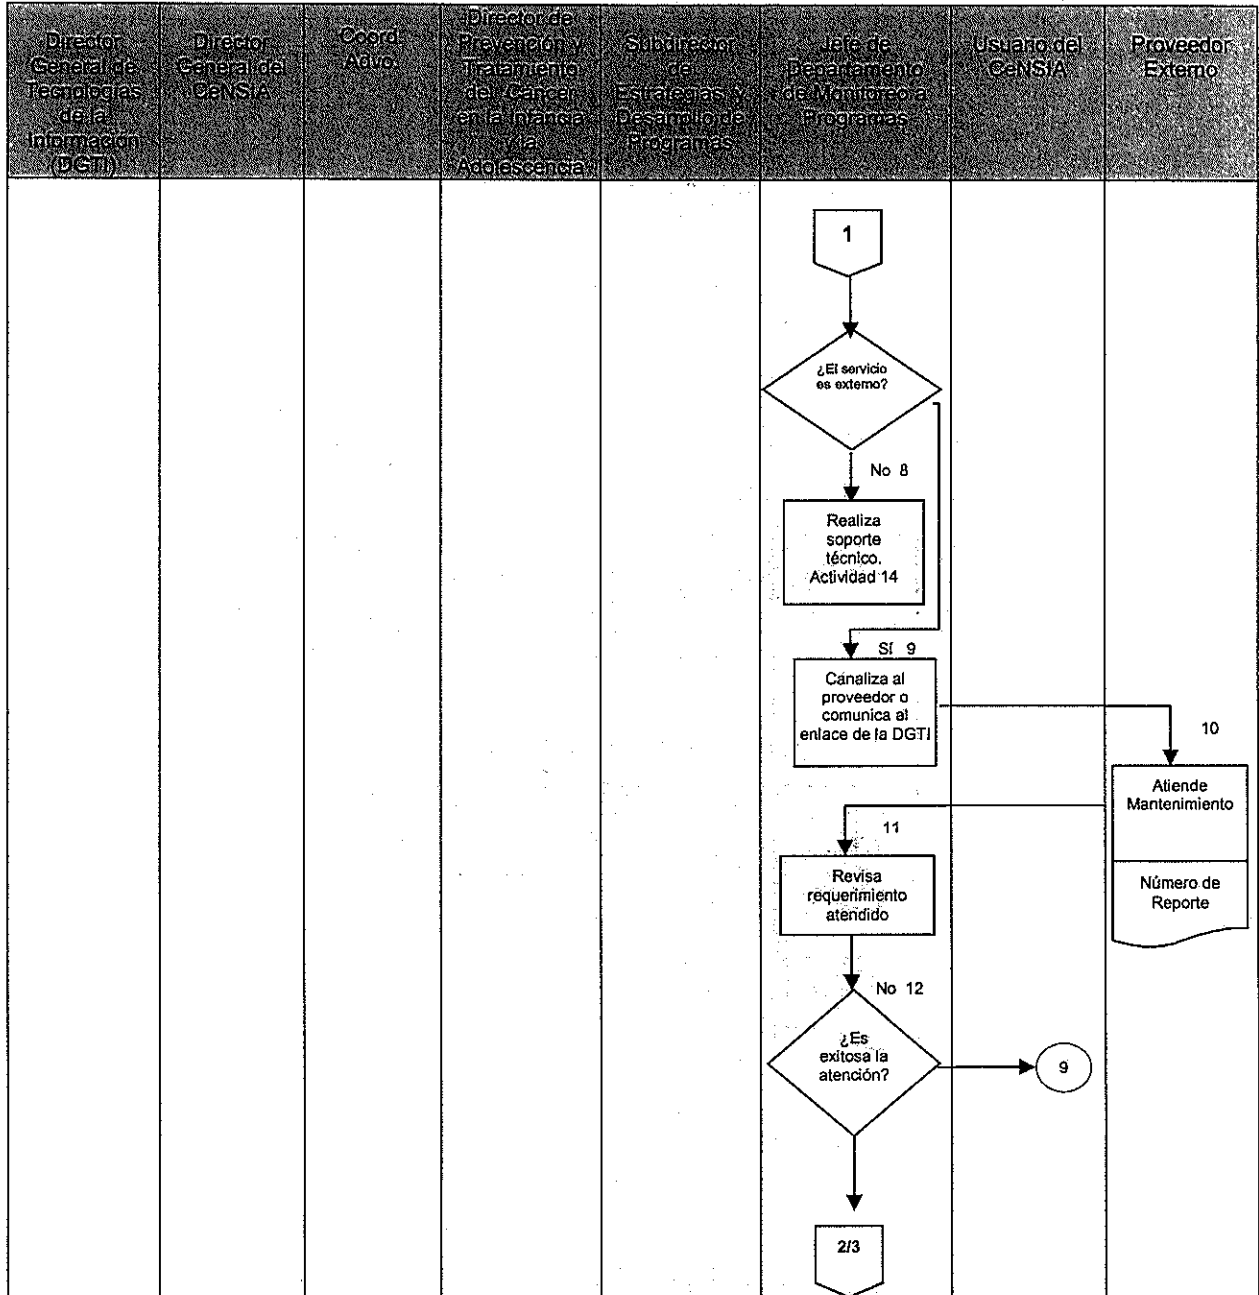 Director
General de
Tecnologías
de la
Información
(DGTI)
Director
General del
CeNSIA
Coord.
Advo.
Director de
Prevención y
Tratamiento
del Cáncer
en la Infancia
y la
Adolescencia
Subdirector
de
Estrategias y
Desarrollo de
Programas
Jefe de
Departamento
de Monitoreo a
Programas
Usuario del
CeNSIA
Proveedor
Externo
1
¿El servicio
es externo?
No 8
Realiza
soporte
técnico.
Actividad 14
Sí 9
Canaliza al
proveedor o
comunica al
enlace de la DGTI
10
Atiende
Mantenimiento
Número de
Reporte
11
Revisa
requerimiento
atendido
No 12
¿Es
exitosa la
atención?
9
2/3